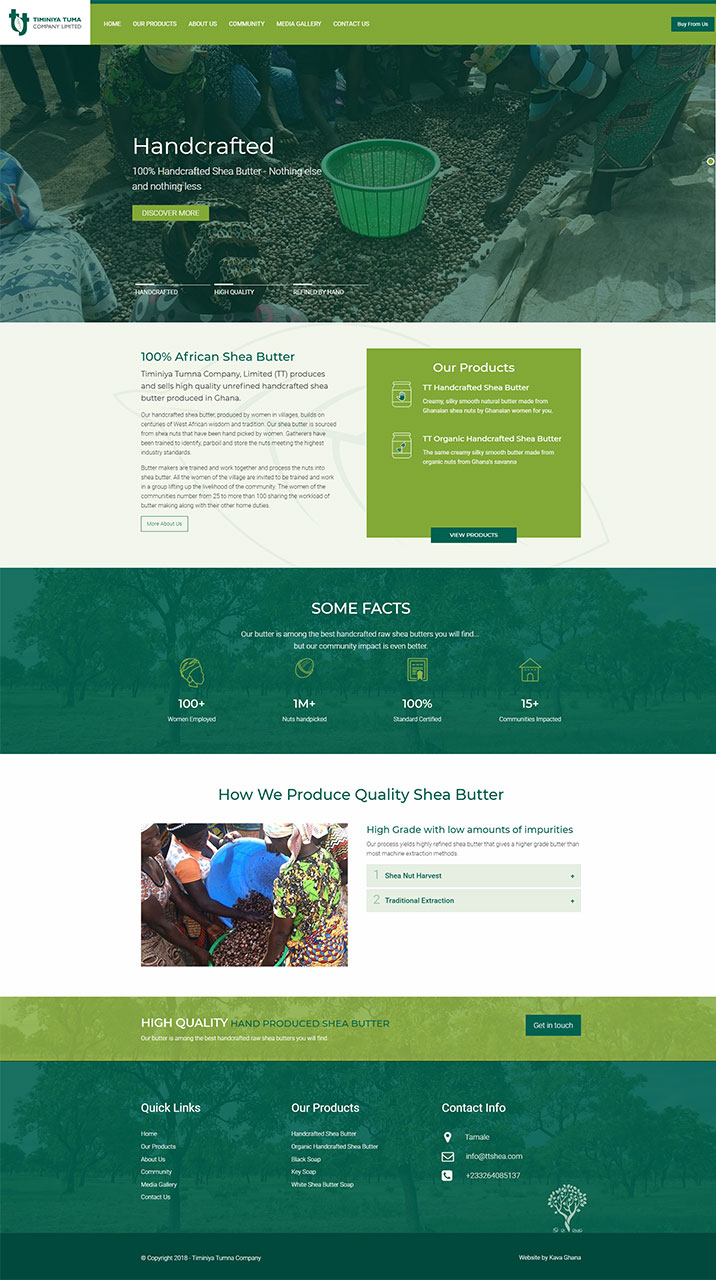 TIMINIYA TUMA
COMPANY LIMITED
HOME OUR PRODUCTS ABOUT US COMMUNITY MEDIA GALLERY CONTACT US
Buy From Us
Handcrafted
100% Handcrafted Shea Butter - Nothing else
and nothing less
DISCOVER MORE
HANDCRAFTED HIGH QUALITY REFINED BY HAND
100% African Shea Butter
Timiniya Tumna Company, Limited (TT) produces
and sells high quality unrefined handcrafted shea
butter produced in Ghana.
Our handcrafted shea butter, produced by women in villages, builds on
centuries of West African wisdom and tradition. Our shea butter is sourced
from shea nuts that have been hand picked by women. Gatherers have
been trained to identify, parboil and store the nuts meeting the highest
industry standards.
Butter makers are trained and work together and process the nuts into
shea butter. All the women of the village are invited to be trained and work
in a group lifting up the livelihood of the community. The women of the
communities number from 25 to more than 100 sharing the workload of
butter making along with their other home duties.
More About Us
Our Products
TT Handcrafted Shea Butter
Creamy, silky smooth natural butter made from
Ghanaian shea nuts by Ghanaian women for you.
TT Organic Handcrafted Shea Butter
The same creamy silky smooth butter made from
organic nuts from Ghana's savanna
VIEW PRODUCTS
SOME FACTS
Our butter is among the best handcrafted raw shea butters you will find...
but our community impact is even better.
100+ 1M+ 100% 15+
Women Employed Nuts handpicked Standard Certified Communities Impacted
How We Produce Quality Shea Butter
High Grade with low amounts of impurities
Our process yields highly refined shea butter that gives a higher grade butter than
most machine extraction methods.
1 Shea Nut Harvest +
2 Traditional Extraction +
HIGH QUALITY HAND PRODUCED SHEA BUTTER
Our butter is among the best handcrafted raw shea butters you will find
Get in touch
Quick Links
Home
Our Products
About Us
Community
Media Gallery
Contact Us
Our Products
Handcrafted Shea Butter
Organic Handcrafted Shea Butter
Black Soap
Key Soap
White Shea Butter Soap
Contact Info
Tamale
info@ttshea.com
+233264085137
© Copyright 2018 - Timiniya Tumna Company
Website by Kava Ghana